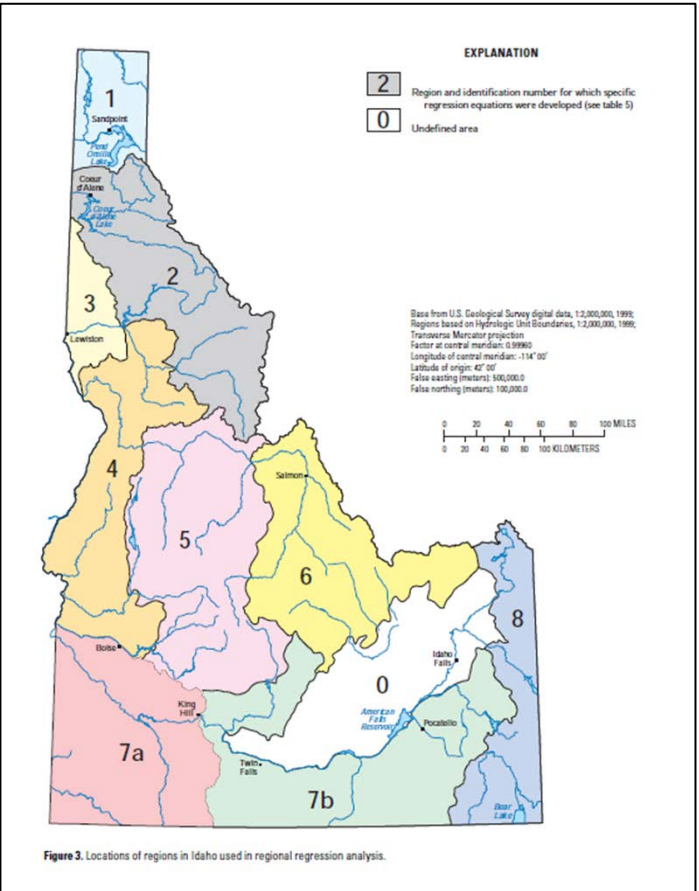 EXPLANATION
2
Region and identification number for which specific
regression equations were developed (see table 5)
0
Undefined area
1
Sandpoint
Pend
Oreille
Lake
Coeur
d'Alene
Coeur
d'Alene
Lake
2
3
Lewiston
Base from U.S. Geological Survey digital data, 1:2,000,000, 1999;
Regions based on Hydrologic Unit Boundaries, 1:2,000,000, 1999;
Transverse Mercator projection
Factor at central meridian: 0.99960
Longitude of central meridian: -114° 00'
Latitude of origin: 42° 00'
False easting (meters): 500,000.0
False northing (meters): 100,000.0
0 20 40 60 80 100 MILES
0 20 40 60 80 100 KILOMETERS
4
Salmon
5
6
8
Boise
Idaho
Falls
0
King
Hill
American
Falls
Reservoir
Pocatello
7a
Twin
Falls
7b
Bear
Lake
Figure 3. Locations of regions in Idaho used in regional regression analysis.